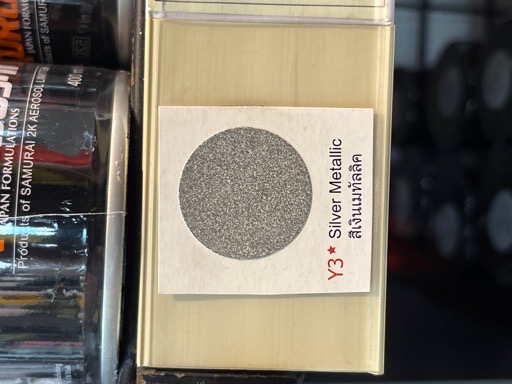 JAPAN FORMULATIONS
Products of SAMURAI 2K AEROSOL
400 ml
Y3* Silver Metallic
สีเงินเมทัลลิค